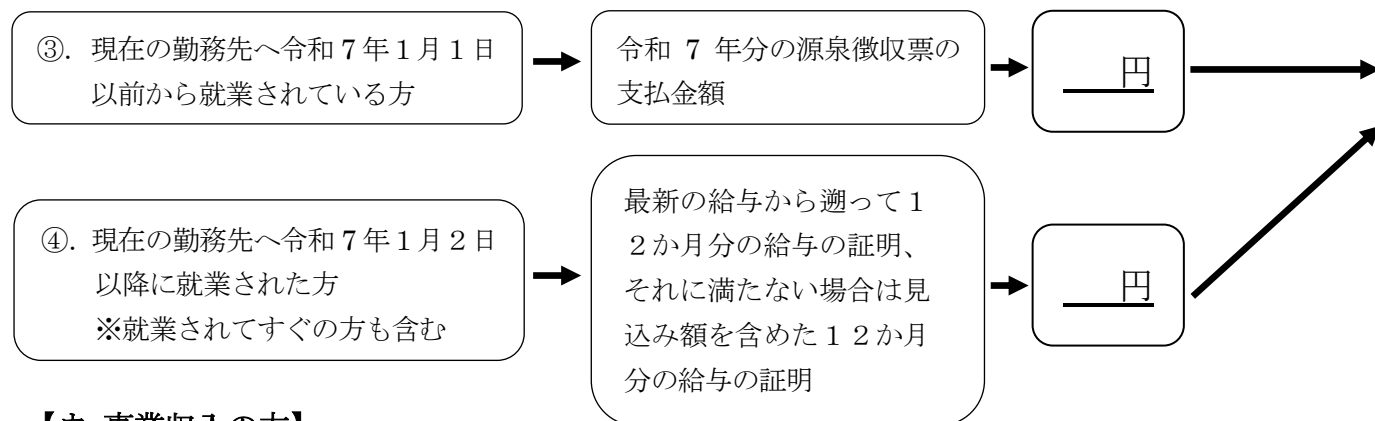 ③．現在の勤務先へ令和７年１月１日
以前から就業されている方
令和 7 年分の源泉徴収票の
支払金額
円
④．現在の勤務先へ令和７年１月２日
以降に就業された方
※就業されてすぐの方も含む
最新の給与から遡って１
２か月分の給与の証明、
それに満たない場合は見
込み額を含めた１２か月
分の給与の証明
円